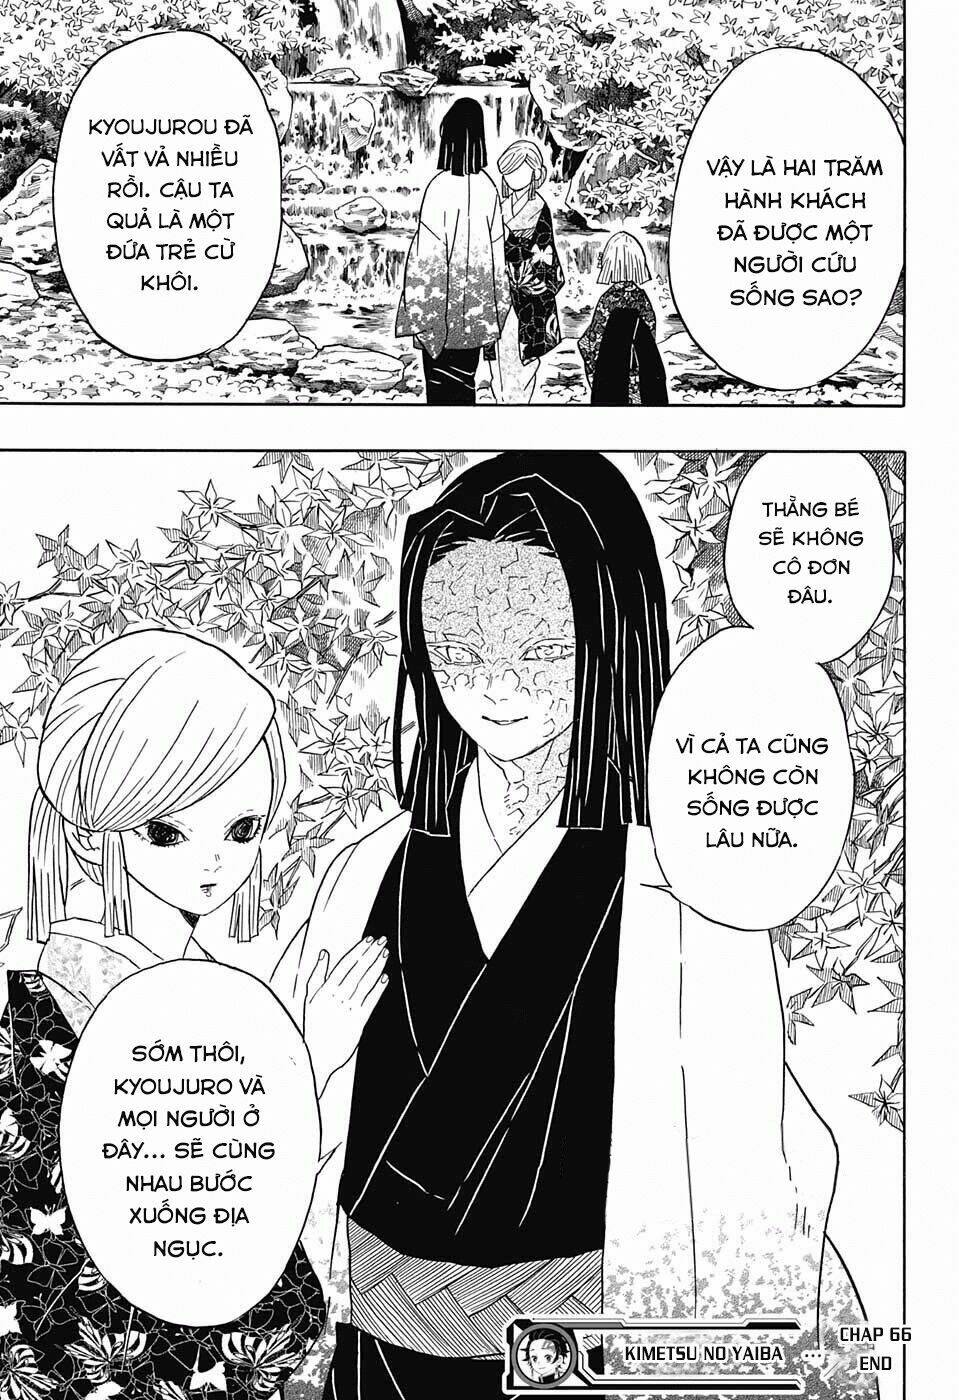 VẬY LÀ HAI TRĂM
HÀNH KHÁCH
ĐÃ ĐƯỢC MỘT
NGƯỜI CỨU
SỐNG SAO?
KYOUJUROU ĐÃ
VẤT VẢ NHIỀU
RỒI. CẬU TA
QUẢ LÀ MỘT
ĐỨA TRẺ CỪ
KHÔI.
THẰNG BÉ
SẼ KHÔNG
CÔ ĐƠN
ĐÂU.
VÌ CẢ TA CŨNG
KHÔNG CÒN
SỐNG ĐƯỢC
LÂU NỮA.
SỚM THÔI,
KYOUJURO VÀ
MỌI NGƯỜI Ở
ĐÂY... SẼ CÙNG
NHAU BƯỚC
XUỐNG ĐỊA
NGỤC.
KIMETSU NO YAIBA ....
CHAP 66
END